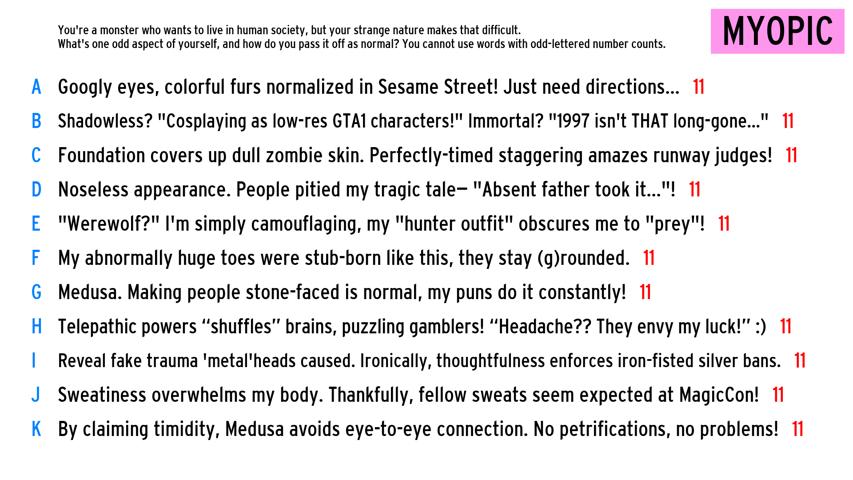 You're a monster who wants to live in human society, but your strange nature makes that difficult.
What's one odd aspect of yourself, and how do you pass it off as normal? You cannot use words with odd-lettered number counts.
MYOPIC
A Googly eyes, colorful furs normalized in Sesame Street! Just need directions... 11
B Shadowless? "Cosplaying as low-res GTA1 characters!" Immortal? "1997 isn't THAT long-gone..." 11
C Foundation covers up dull zombie skin. Perfectly-timed staggering amazes runway judges! 11
D Noseless appearance. People pitied my tragic tale– "Absent father took it..."! 11
E "Werewolf?" I'm simply camouflaging, my "hunter outfit" obscures me to "prey"! 11
F My abnormally huge toes were stub-born like this, they stay (g)rounded. 11
G Medusa. Making people stone-faced is normal, my puns do it constantly! 11
H Telepathic powers “shuffles” brains, puzzling gamblers! “Headache?? They envy my luck!” :) 11
I Reveal fake trauma 'metal'heads caused. Ironically, thoughtfulness enforces iron-fisted silver bans. 11
J Sweatiness overwhelms my body. Thankfully, fellow sweats seem expected at MagicCon! 11
K By claiming timidity, Medusa avoids eye-to-eye connection. No petrifications, no problems! 11